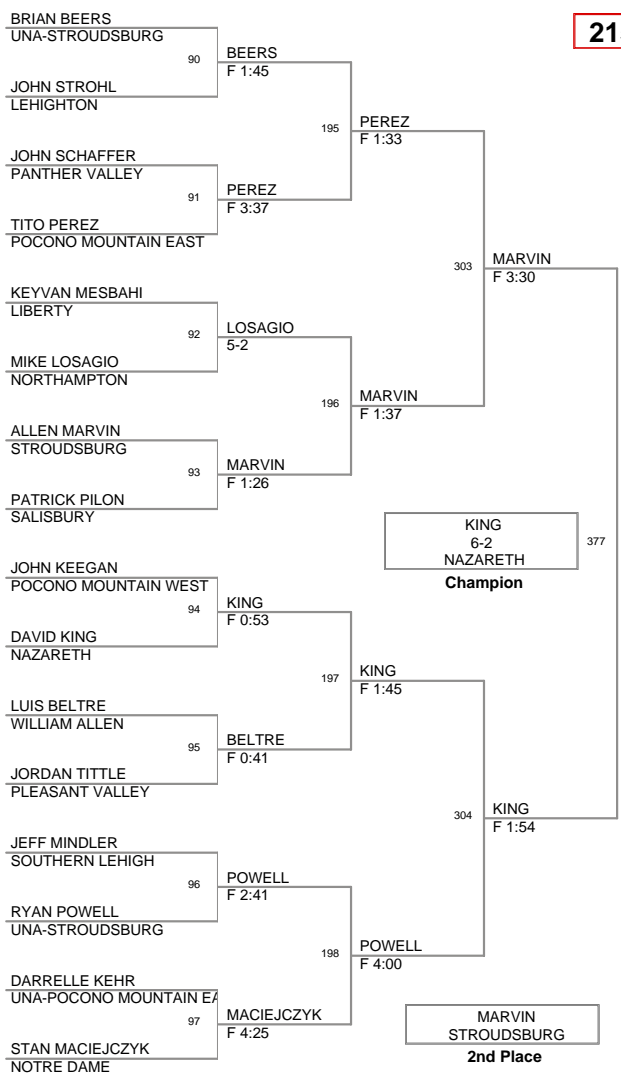 BRIAN BEERS
UNA-STROUDSBURG
90
JOHN STROHL
LEHIGHTON
BEERS
F 1:45
JOHN SCHAFFER
PANTHER VALLEY
91
TITO PEREZ
POCONO MOUNTAIN EAST
PEREZ
F 3:37
195
PEREZ
F 1:33
KEYVAN MESBAHI
LIBERTY
92
MIKE LOSAGIO
NORTHAMPTON
LOSAGIO
5-2
ALLEN MARVIN
STROUDSBURG
93
PATRICK PILON
SALISBURY
MARVIN
F 1:26
196
MARVIN
F 1:37
303
MARVIN
F 3:30
JOHN KEEGAN
POCONO MOUNTAIN WEST
94
DAVID KING
NAZARETH
KING
F 0:53
LUIS BELTRE
WILLIAM ALLEN
95
JORDAN TITTLE
PLEASANT VALLEY
BELTRE
F 0:41
197
KING
F 1:45
JEFF MINDLER
SOUTHERN LEHIGH
96
RYAN POWELL
UNA-STROUDSBURG
POWELL
F 2:41
DARRELLE KEHR
UNA-POCONO MOUNTAIN EA
97
STAN MACIEJCZYK
NOTRE DAME
MACIEJCZYK
F 4:25
198
POWELL
F 4:00
304
KING
F 1:54
KING
6-2
NAZARETH
377
Champion
MARVIN
STROUDSBURG
2nd Place